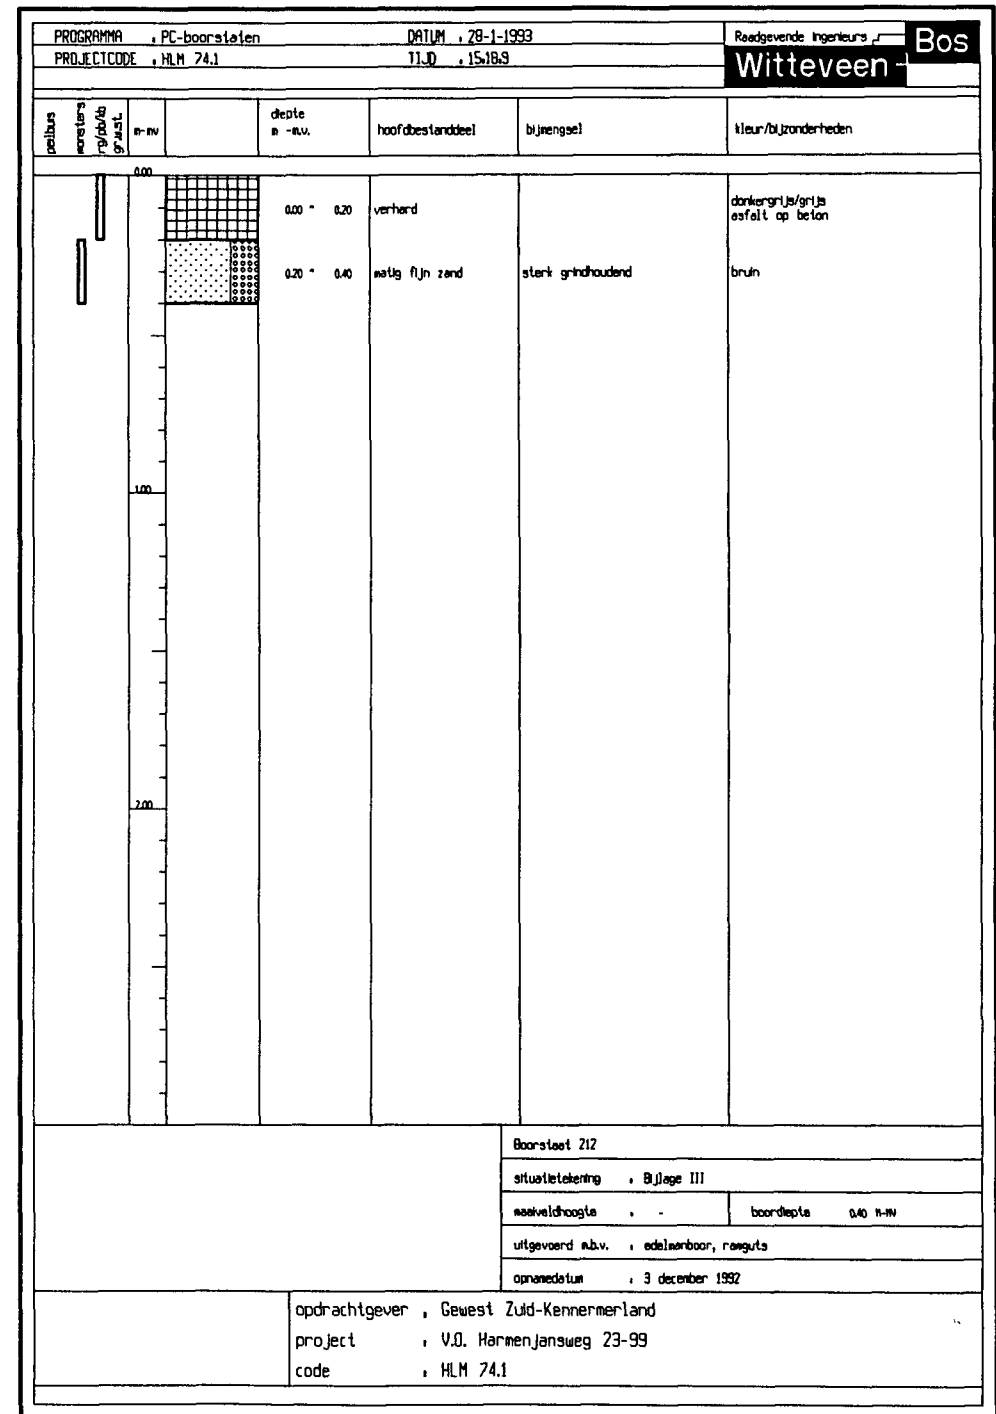 PROGRAMMA : PC-boorstaten DATUM : 28-1-1993
PROJECTCODE : HLM 74.1 TIJD : 15:18:9
Raadgevende Ingenieurs
Witteveen Bos
peilbus
monsters
rg/pb/kb
gr.w.st.
m-mv
diepte
m -m.v.
hoofdbestanddeel
bijmengsel
kleur/bijzonderheden
0.00
0.00 - 0.20 verhard donkergrijs/grijs
asfalt op beton
0.20 - 0.40 matig fijn zand sterk grindhoudend bruin
1.00
2.00
Boorstaat 212
situatietekening : Bijlage III
maaiveldhoogte : - boordiepte 0.40 m-mv
uitgevoerd m.b.v. : edelmanboor, ramguts
opnamedatum : 3 december 1992
opdrachtgever : Gewest Zuid-Kennermerland
project : V.O. Harmenjansweg 23-99
code : HLM 74.1